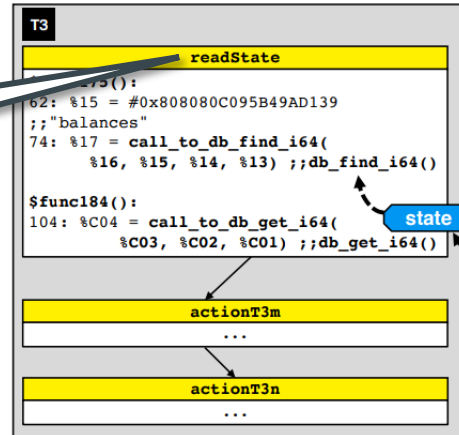 T3
readState
75():
62: %15 = #0x808080C095B49AD139
;;"balances"
74: %17 = call_to_db_find_i64(
%16, %15, %14, %13) ;;db_find_i64()
$func184():
104: %C04 = call_to_db_get_i64(
%C03, %C02, %C01) ;;db_get_i64()
state
actionT3m
...
actionT3n
...